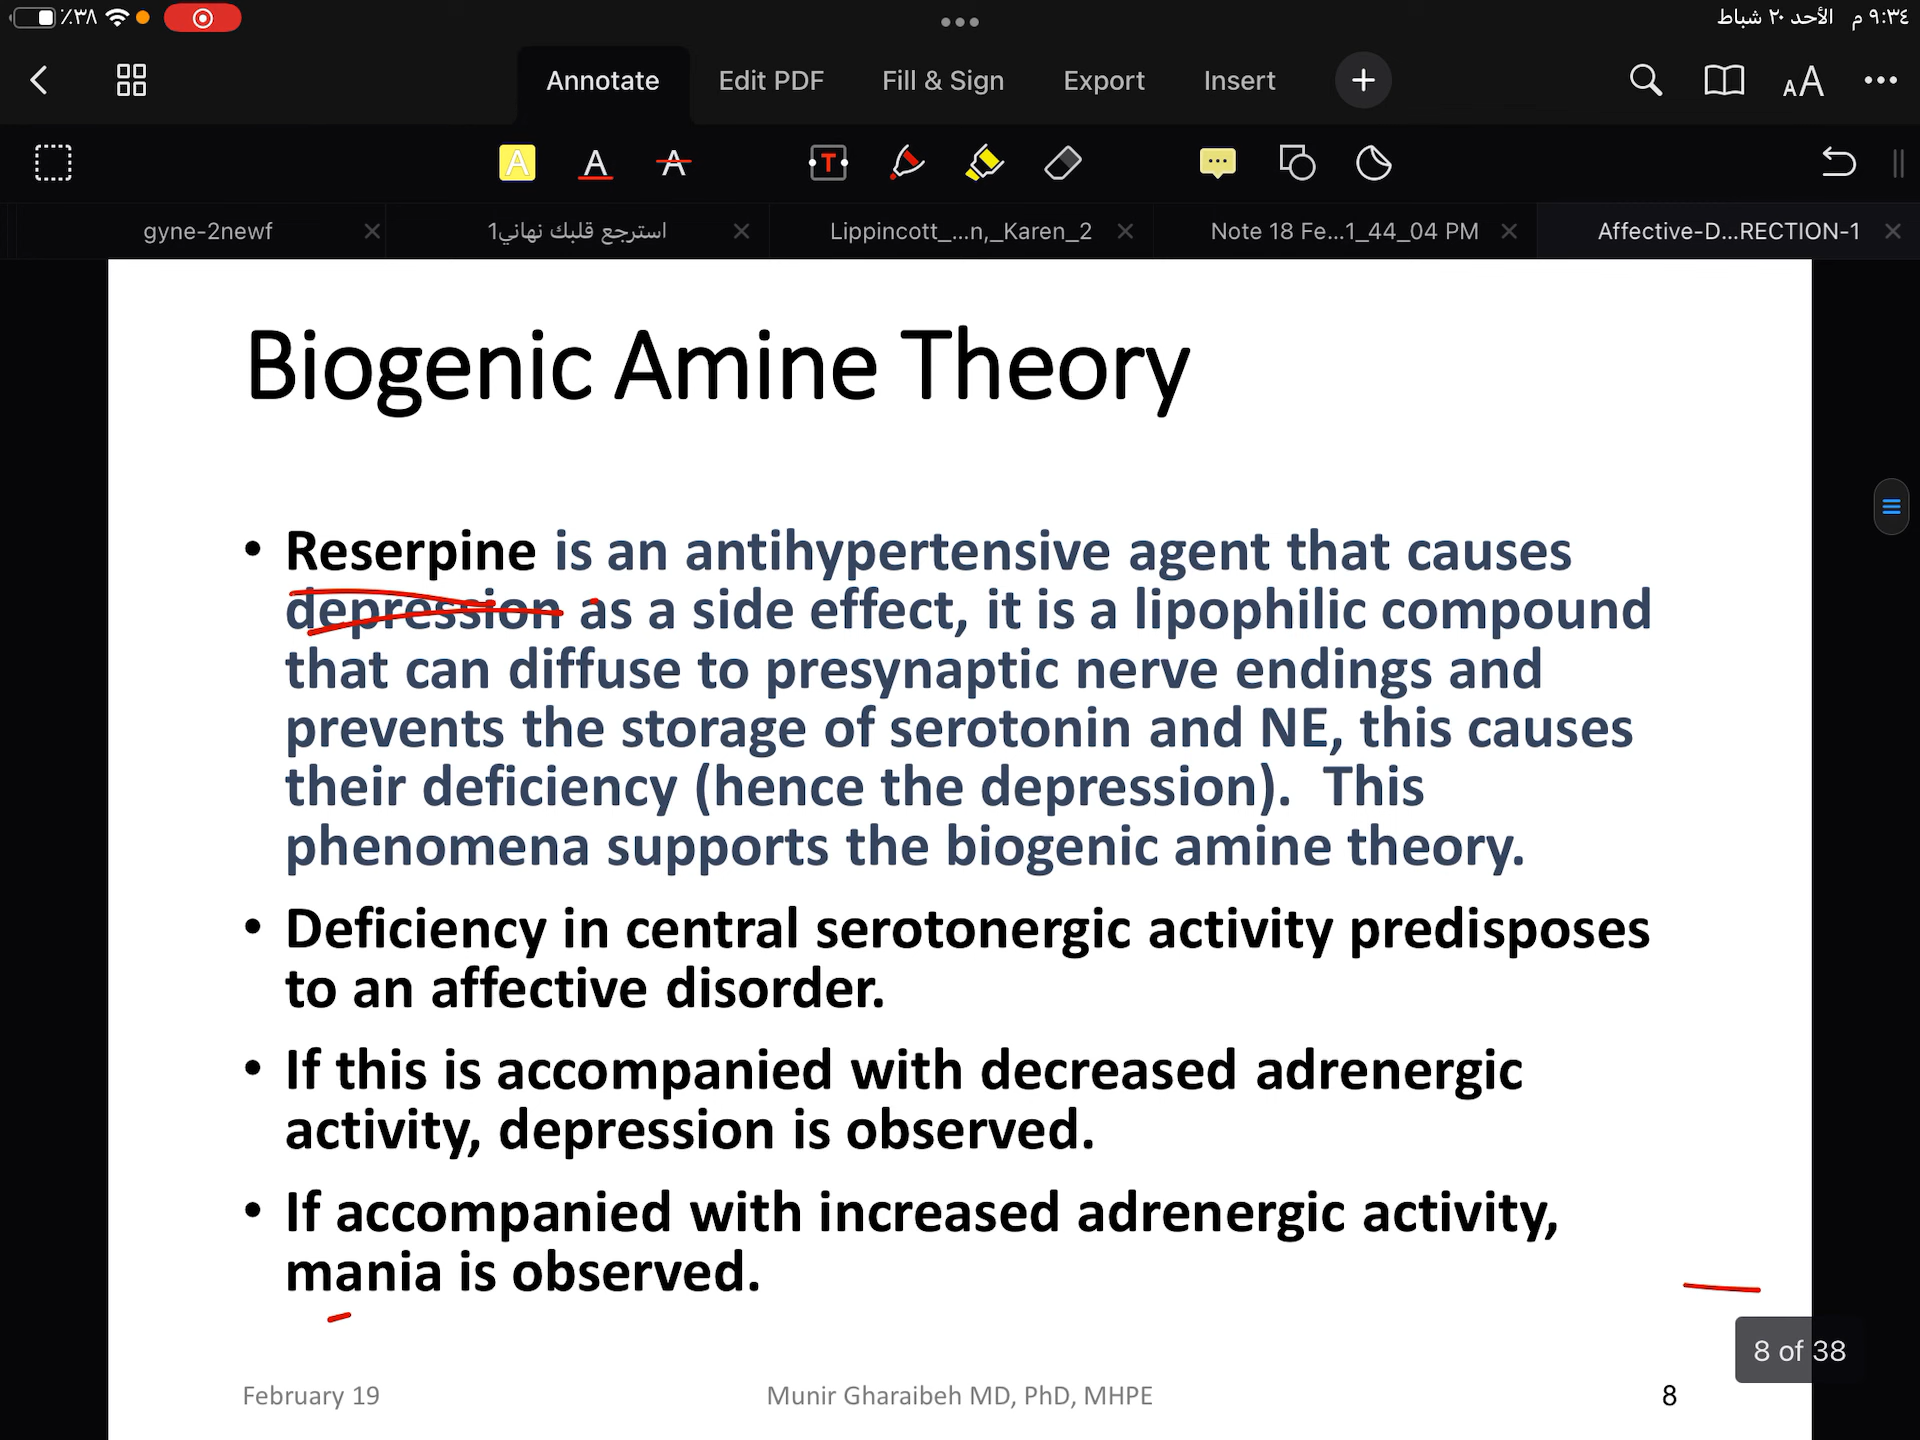 ٪٣٨
٩:٣٤ م الأحد ٢٠ شباط
Annotate Edit PDF Fill & Sign Export Insert
gyne-2newf استرجع قلبك نهاني1 Lippincott_...n,_Karen_2 Note 18 Fe...1_44_04 PM Affective-D...RECTION-1
Biogenic Amine Theory
• Reserpine is an antihypertensive agent that causes
depression as a side effect, it is a lipophilic compound
that can diffuse to presynaptic nerve endings and
prevents the storage of serotonin and NE, this causes
their deficiency (hence the depression). This
phenomena supports the biogenic amine theory.
• Deficiency in central serotonergic activity predisposes
to an affective disorder.
• If this is accompanied with decreased adrenergic
activity, depression is observed.
• If accompanied with increased adrenergic activity,
mania is observed.
8 of 38
February 19 Munir Gharaibeh MD, PhD, MHPE 8